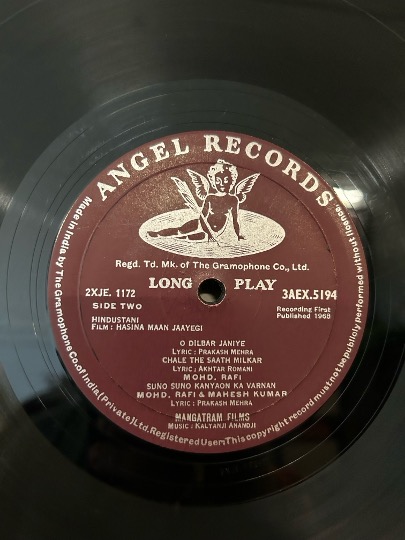 ANGEL RECORDS
Regd. Td. Mk. of The Gramophone Co., Ltd.
LONG PLAY
2XJE. 1172
SIDE TWO
3AEX.5194
Recording First
Published 1968
HINDUSTANI
FILM: HASINA MAAN JAAYEGI
O DILBAR JANIYE
LYRIC: PRAKASH MEHRA
CHALE THE SAATH MILKAR
LYRIC: AKHTAR ROMANI
MOHD. RAFI
SUNO SUNO KANYAON KA VARNAN
MOHD. RAFI & MAHESH KUMAR
LYRIC: PRAKASH MEHRA
MANGATRAM FILMS
MUSIC: KALYANJI ANANDJI
Made in India by The Gramophone Co. of India (Private) Ltd. Registered User. This copyright record must not be publicly performed without licence.